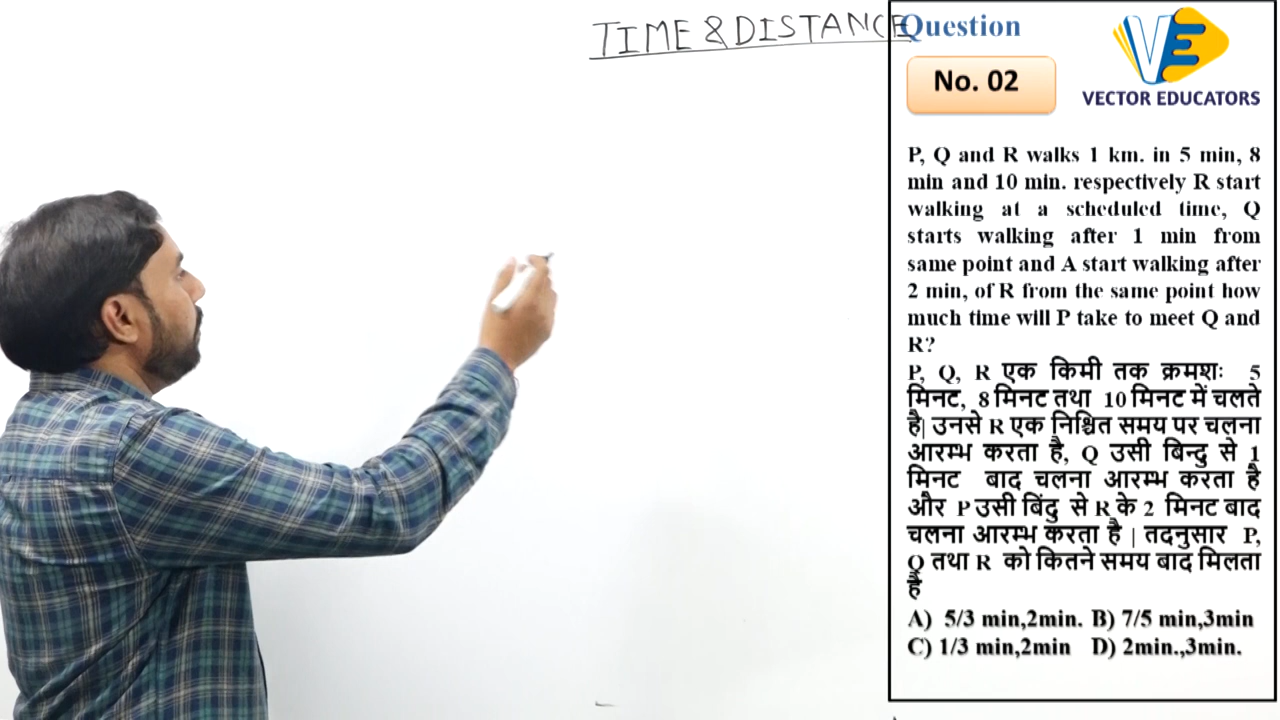 TIME & DISTANCE
Question
No. 02
VE
VECTOR EDUCATORS
P, Q and R walks 1 km. in 5 min, 8
min and 10 min. respectively R start
walking at a scheduled time, Q
starts walking after 1 min from
same point and A start walking after
2 min, of R from the same point how
much time will P take to meet Q and
R?
P, Q, R एक किमी तक क्रमशः 5
मिनट, 8 मिनट तथा 10 मिनट में चलते
है| उनसे R एक निश्चित समय पर चलना
आरम्भ करता है, Q उसी बिन्दु से 1
मिनट बाद चलना आरम्भ करता है
और P उसी बिंदु से R के 2 मिनट बाद
चलना आरम्भ करता है | तदनुसार P,
Q तथा R को कितने समय बाद मिलता
है
A) 5/3 min,2min. B) 7/5 min,3min
C) 1/3 min,2min D) 2min.,3min.